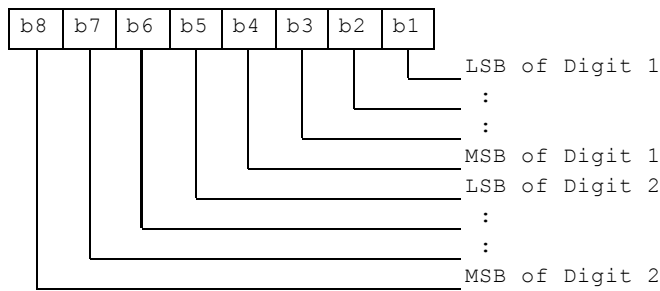 b8 b7 b6 b5 b4 b3 b2 b1
LSB of Digit 1
:
:
MSB of Digit 1
LSB of Digit 2
:
:
MSB of Digit 2